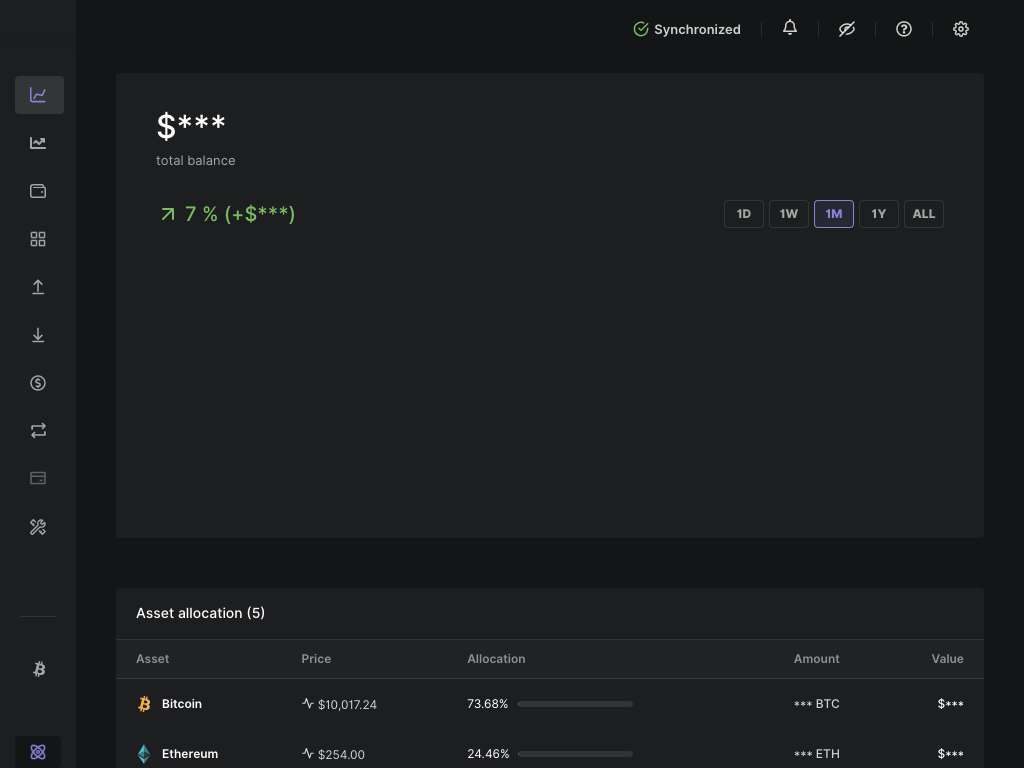 Synchronized
$***
total balance
7 % (+$***)
1D 1W 1M 1Y ALL
Asset allocation (5)
Asset Price Allocation Amount Value
Bitcoin $10,017.24 73.68% *** BTC $***
Ethereum $254.00 24.46% *** ETH $***